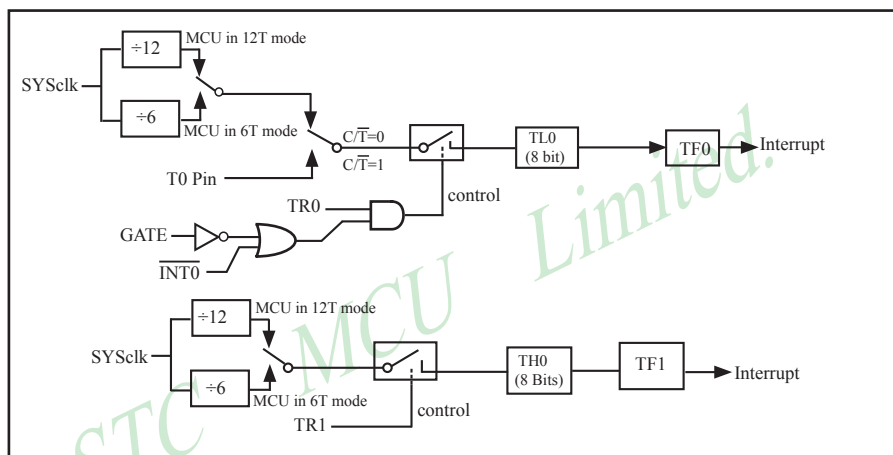 ÷12
MCU in 12T mode
SYSclk
÷6
MCU in 6T mode
C/T̅=0
C/T̅=1
T0 Pin
TL0
(8 bit)
TF0
Interrupt
control
TR0
GATE
I̅N̅T̅0̅
÷12
MCU in 12T mode
SYSclk
÷6
MCU in 6T mode
TH0
(8 Bits)
TF1
Interrupt
control
TR1
STC MCU Limited.